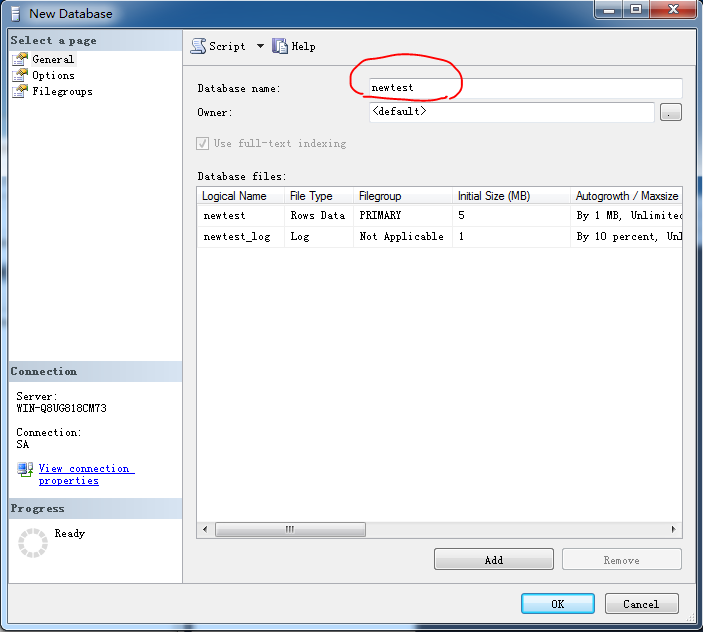 New Database
Select a page
General
Options
Filegroups
Script
Help
Database name:
newtest
Owner:
<default>
.
Use full-text indexing
Database files:
Logical Name File Type Filegroup Initial Size (MB) Autogrowth / Maxsize
newtest Rows Data PRIMARY 5 By 1 MB, Unlimited
newtest_log Log Not Applicable 1 By 10 percent,
Connection
Server:
WIN-Q8UG818CM73
Connection:
SA
View connection
properties
Progress
Ready
Add
Remove
OK
Cancel